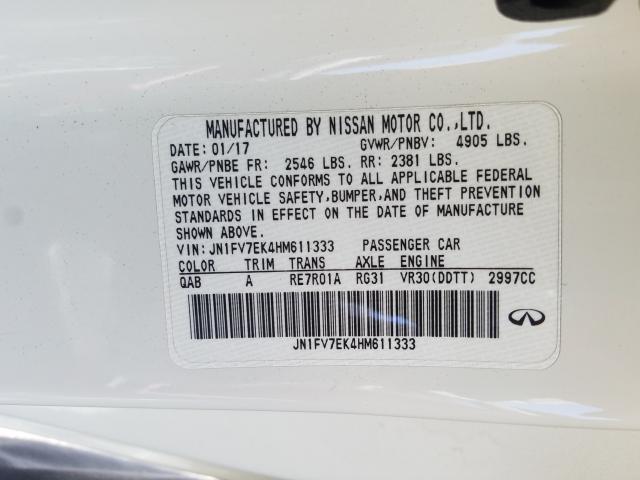 MANUFACTURED BY NISSAN MOTOR CO.,LTD.
DATE: 01/17 GVWR/PNBV: 4905 LBS.
GAWR/PNBE FR: 2546 LBS. RR: 2381 LBS.
THIS VEHICLE CONFORMS TO ALL APPLICABLE FEDERAL
MOTOR VEHICLE SAFETY,BUMPER,AND THEFT PREVENTION
STANDARDS IN EFFECT ON THE DATE OF MANUFACTURE
SHOWN ABOVE.
VIN: JN1FV7EK4HM611333 PASSENGER CAR
COLOR TRIM TRANS AXLE ENGINE
QAB A RE7R01A RG31 VR30(DDTT) 2997CC
JN1FV7EK4HM611333